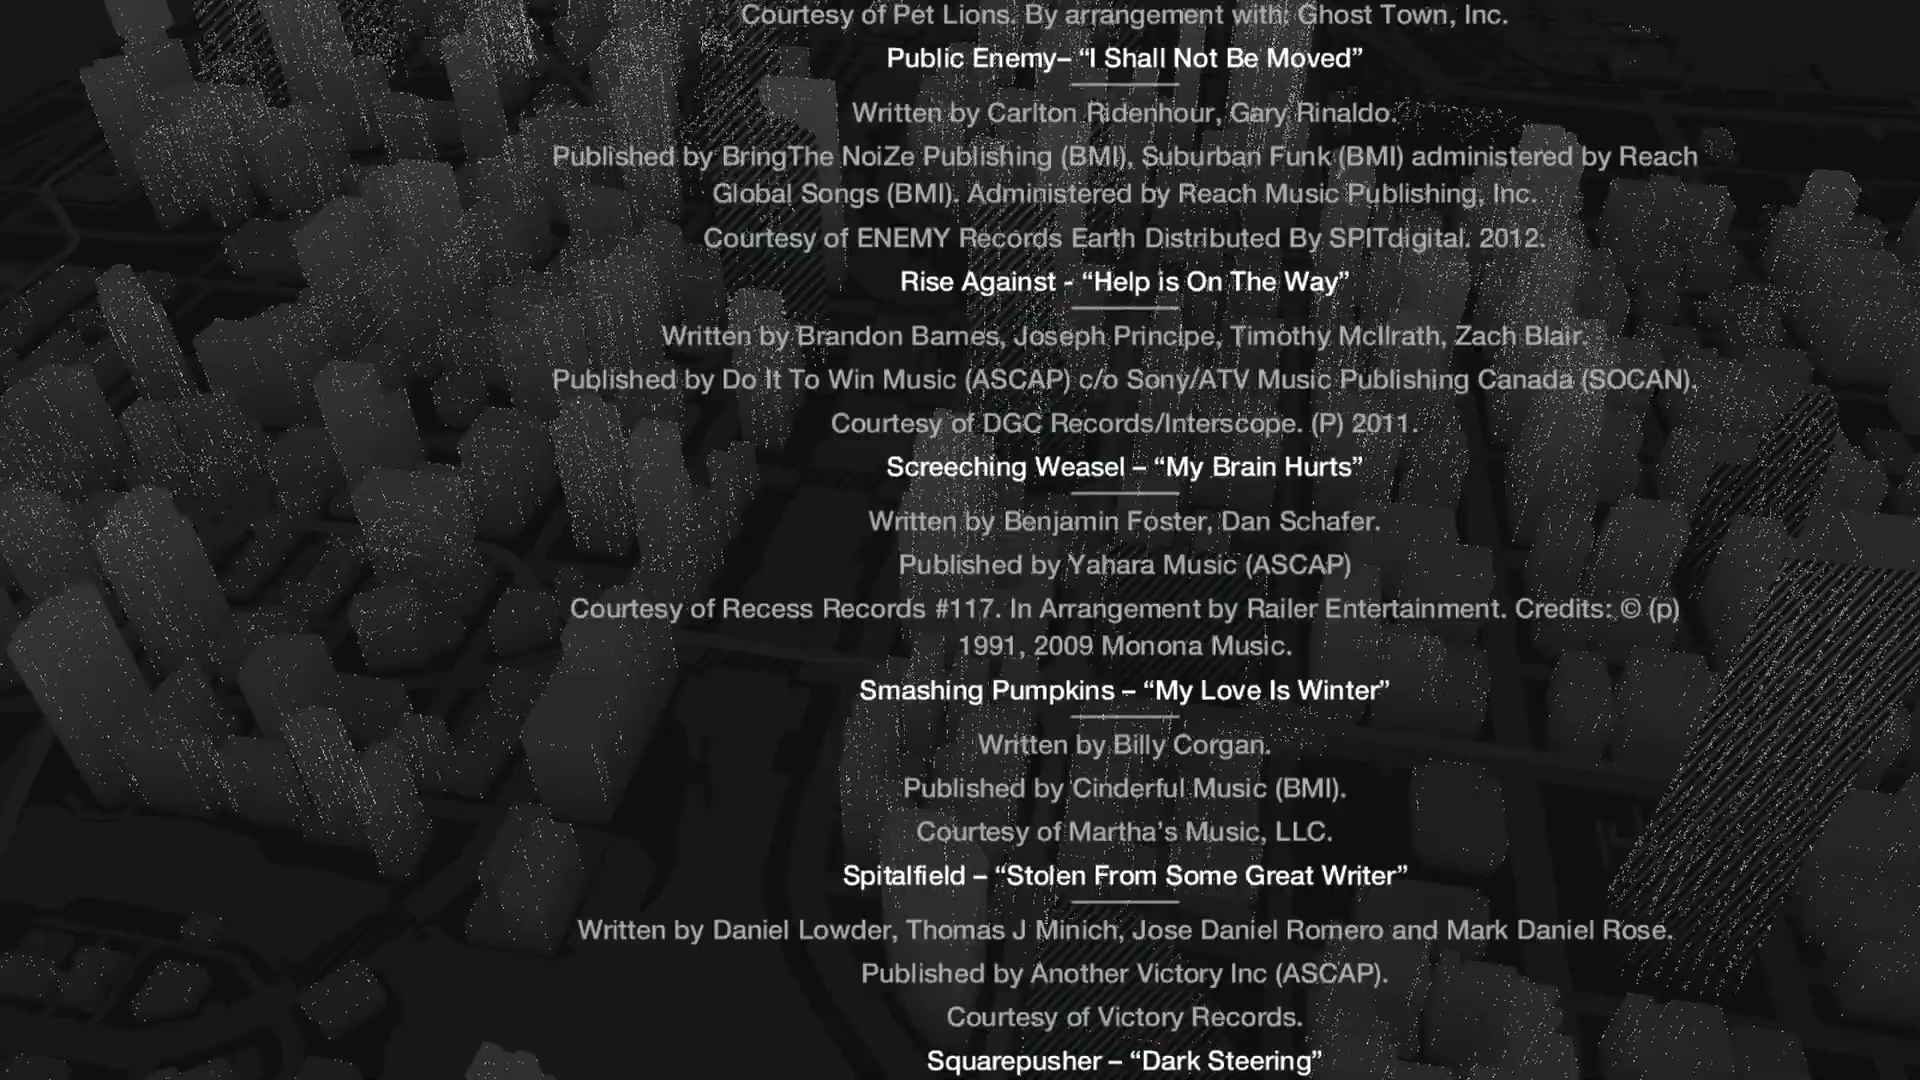 Courtesy of Pet Lions. By arrangement with: Ghost Town, Inc.
Public Enemy– “I Shall Not Be Moved”
Written by Carlton Ridenhour, Gary Rinaldo.
Published by BringThe NoiZe Publishing (BMI), Suburban Funk (BMI) administered by Reach
Global Songs (BMI). Administered by Reach Music Publishing, Inc.
Courtesy of ENEMY Records Earth Distributed By SPITdigital. 2012.
Rise Against - “Help is On The Way”
Written by Brandon Barnes, Joseph Principe, Timothy McIlrath, Zach Blair.
Published by Do It To Win Music (ASCAP) c/o Sony/ATV Music Publishing Canada (SOCAN).
Courtesy of DGC Records/Interscope. (P) 2011.
Screeching Weasel – “My Brain Hurts”
Written by Benjamin Foster, Dan Schafer.
Published by Yahara Music (ASCAP)
Courtesy of Recess Records #117. In Arrangement by Railer Entertainment. Credits: © (p)
1991, 2009 Monona Music.
Smashing Pumpkins – “My Love Is Winter”
Written by Billy Corgan.
Published by Cinderful Music (BMI).
Courtesy of Martha’s Music, LLC.
Spitalfield – “Stolen From Some Great Writer”
Written by Daniel Lowder, Thomas J Minich, Jose Daniel Romero and Mark Daniel Rose.
Published by Another Victory Inc (ASCAP).
Courtesy of Victory Records.
Squarepusher – “Dark Steering”